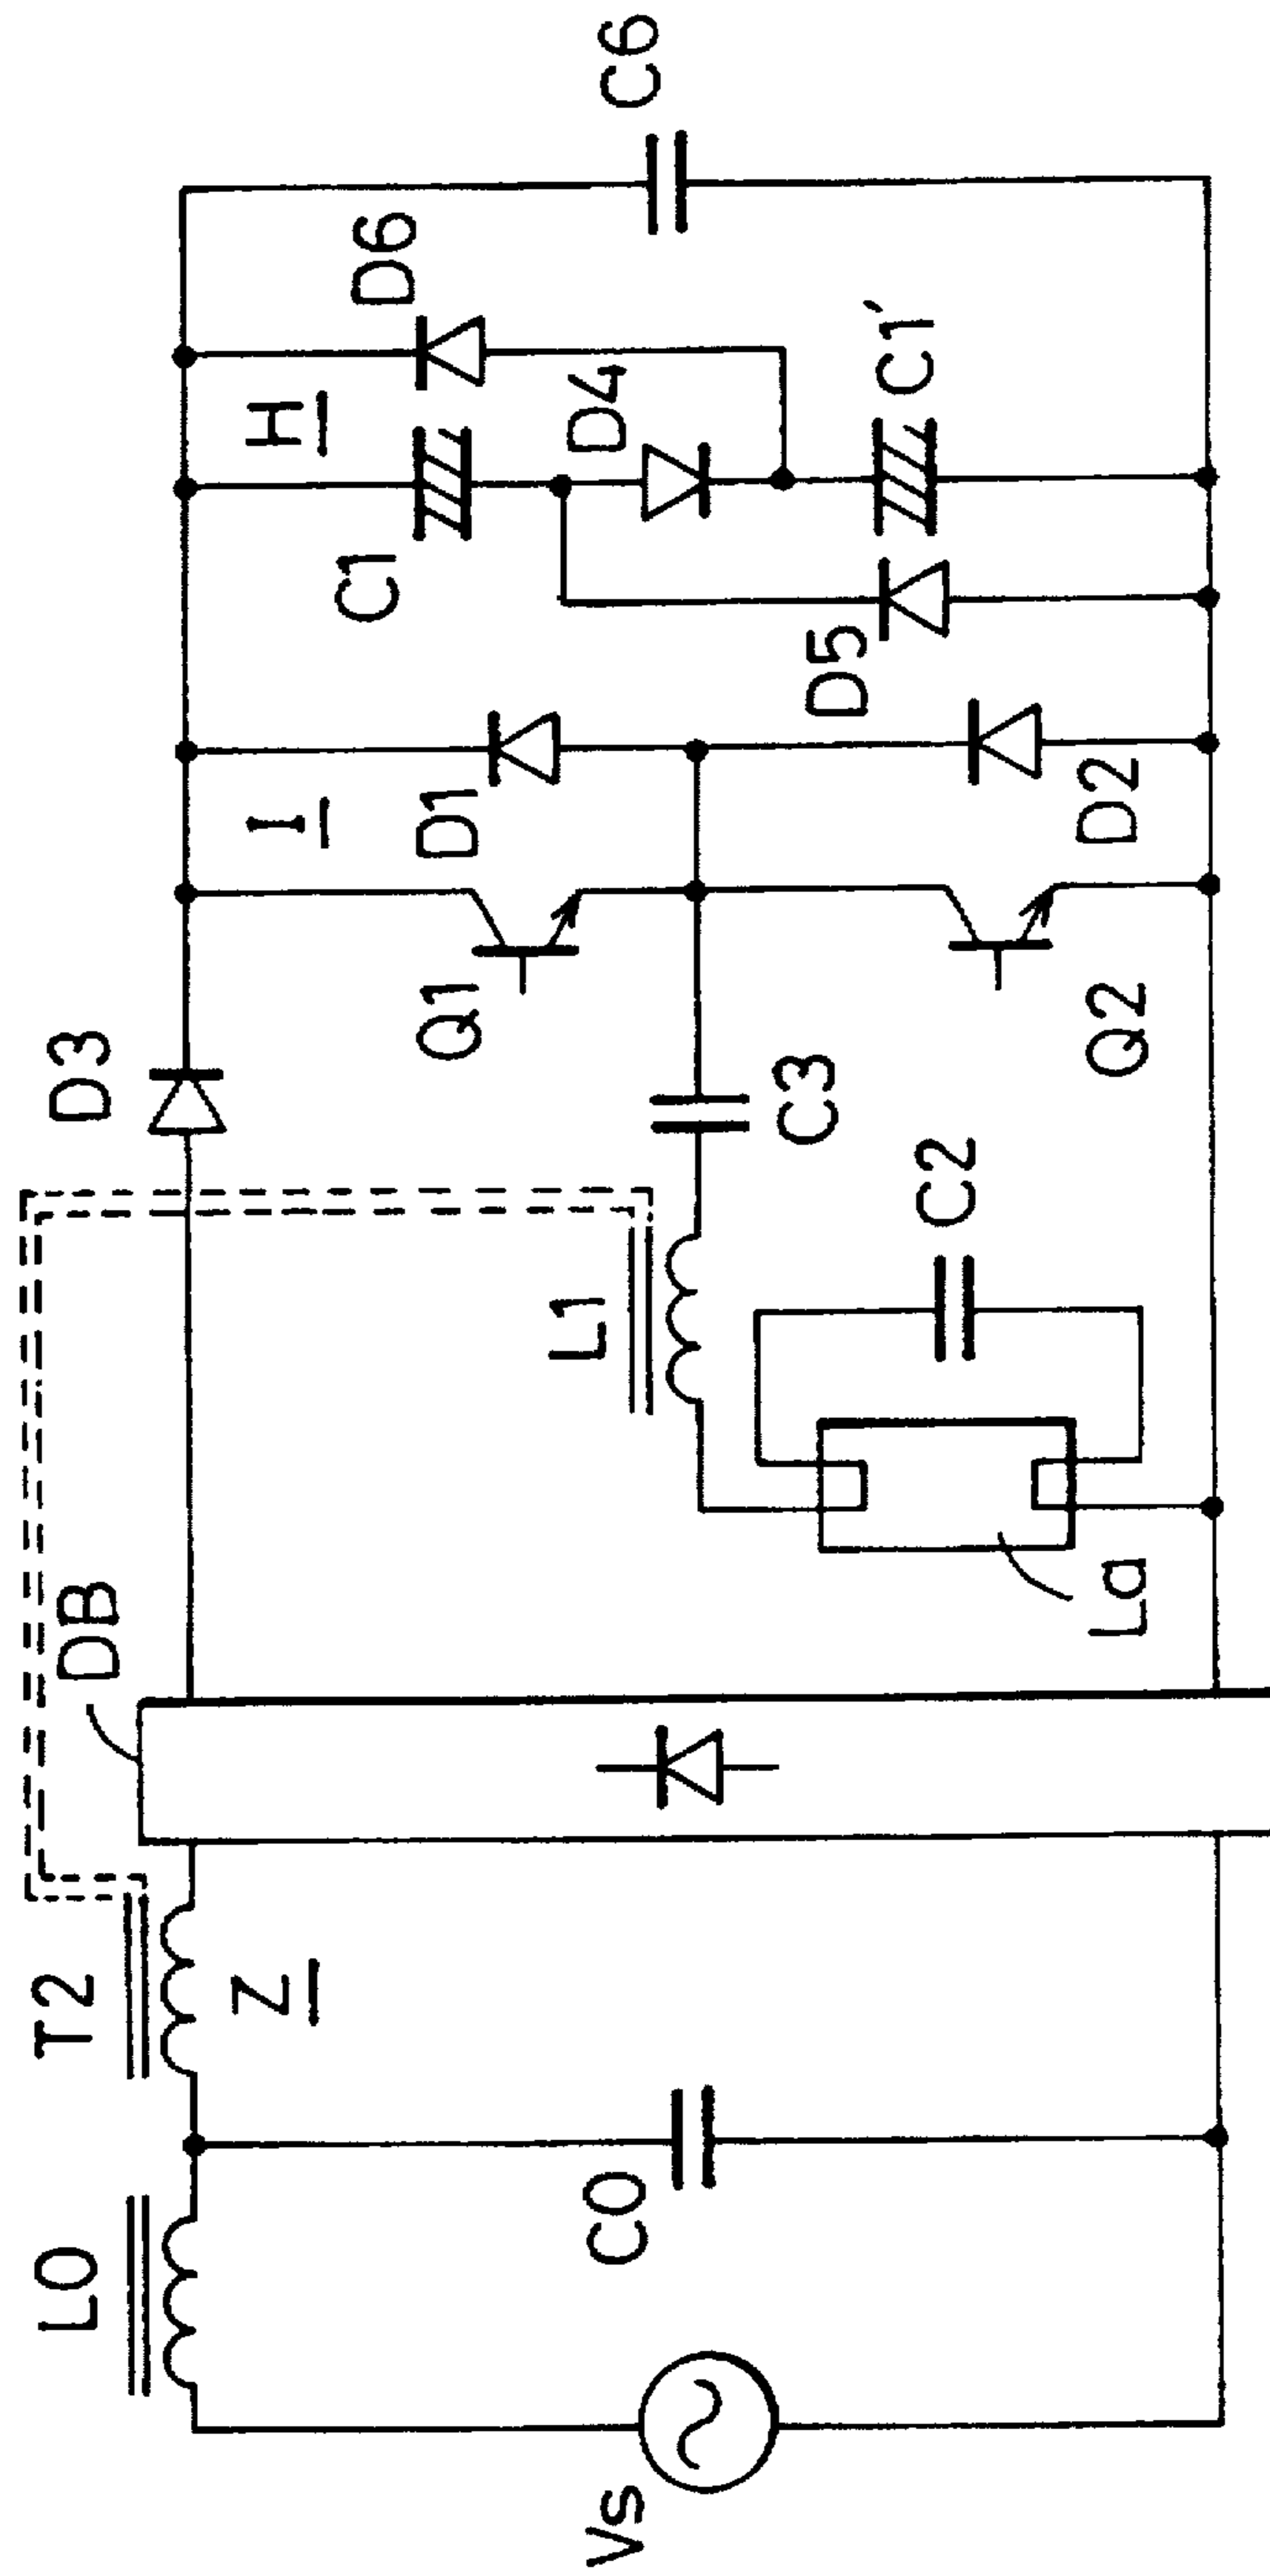 L0
T2
DB
D3
Z
I
H
Vs
C0
L1
La
C2
C3
Q1
Q2
D1
D2
C1
D5
D4
D6
C1′
C6